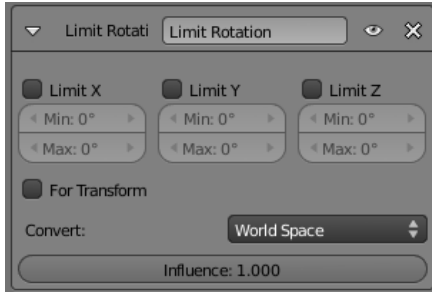 Limit Rotati Limit Rotation
Limit X Limit Y Limit Z
Min: 0° Min: 0° Min: 0°
Max: 0° Max: 0° Max: 0°
For Transform
Convert: World Space
Influence: 1.000